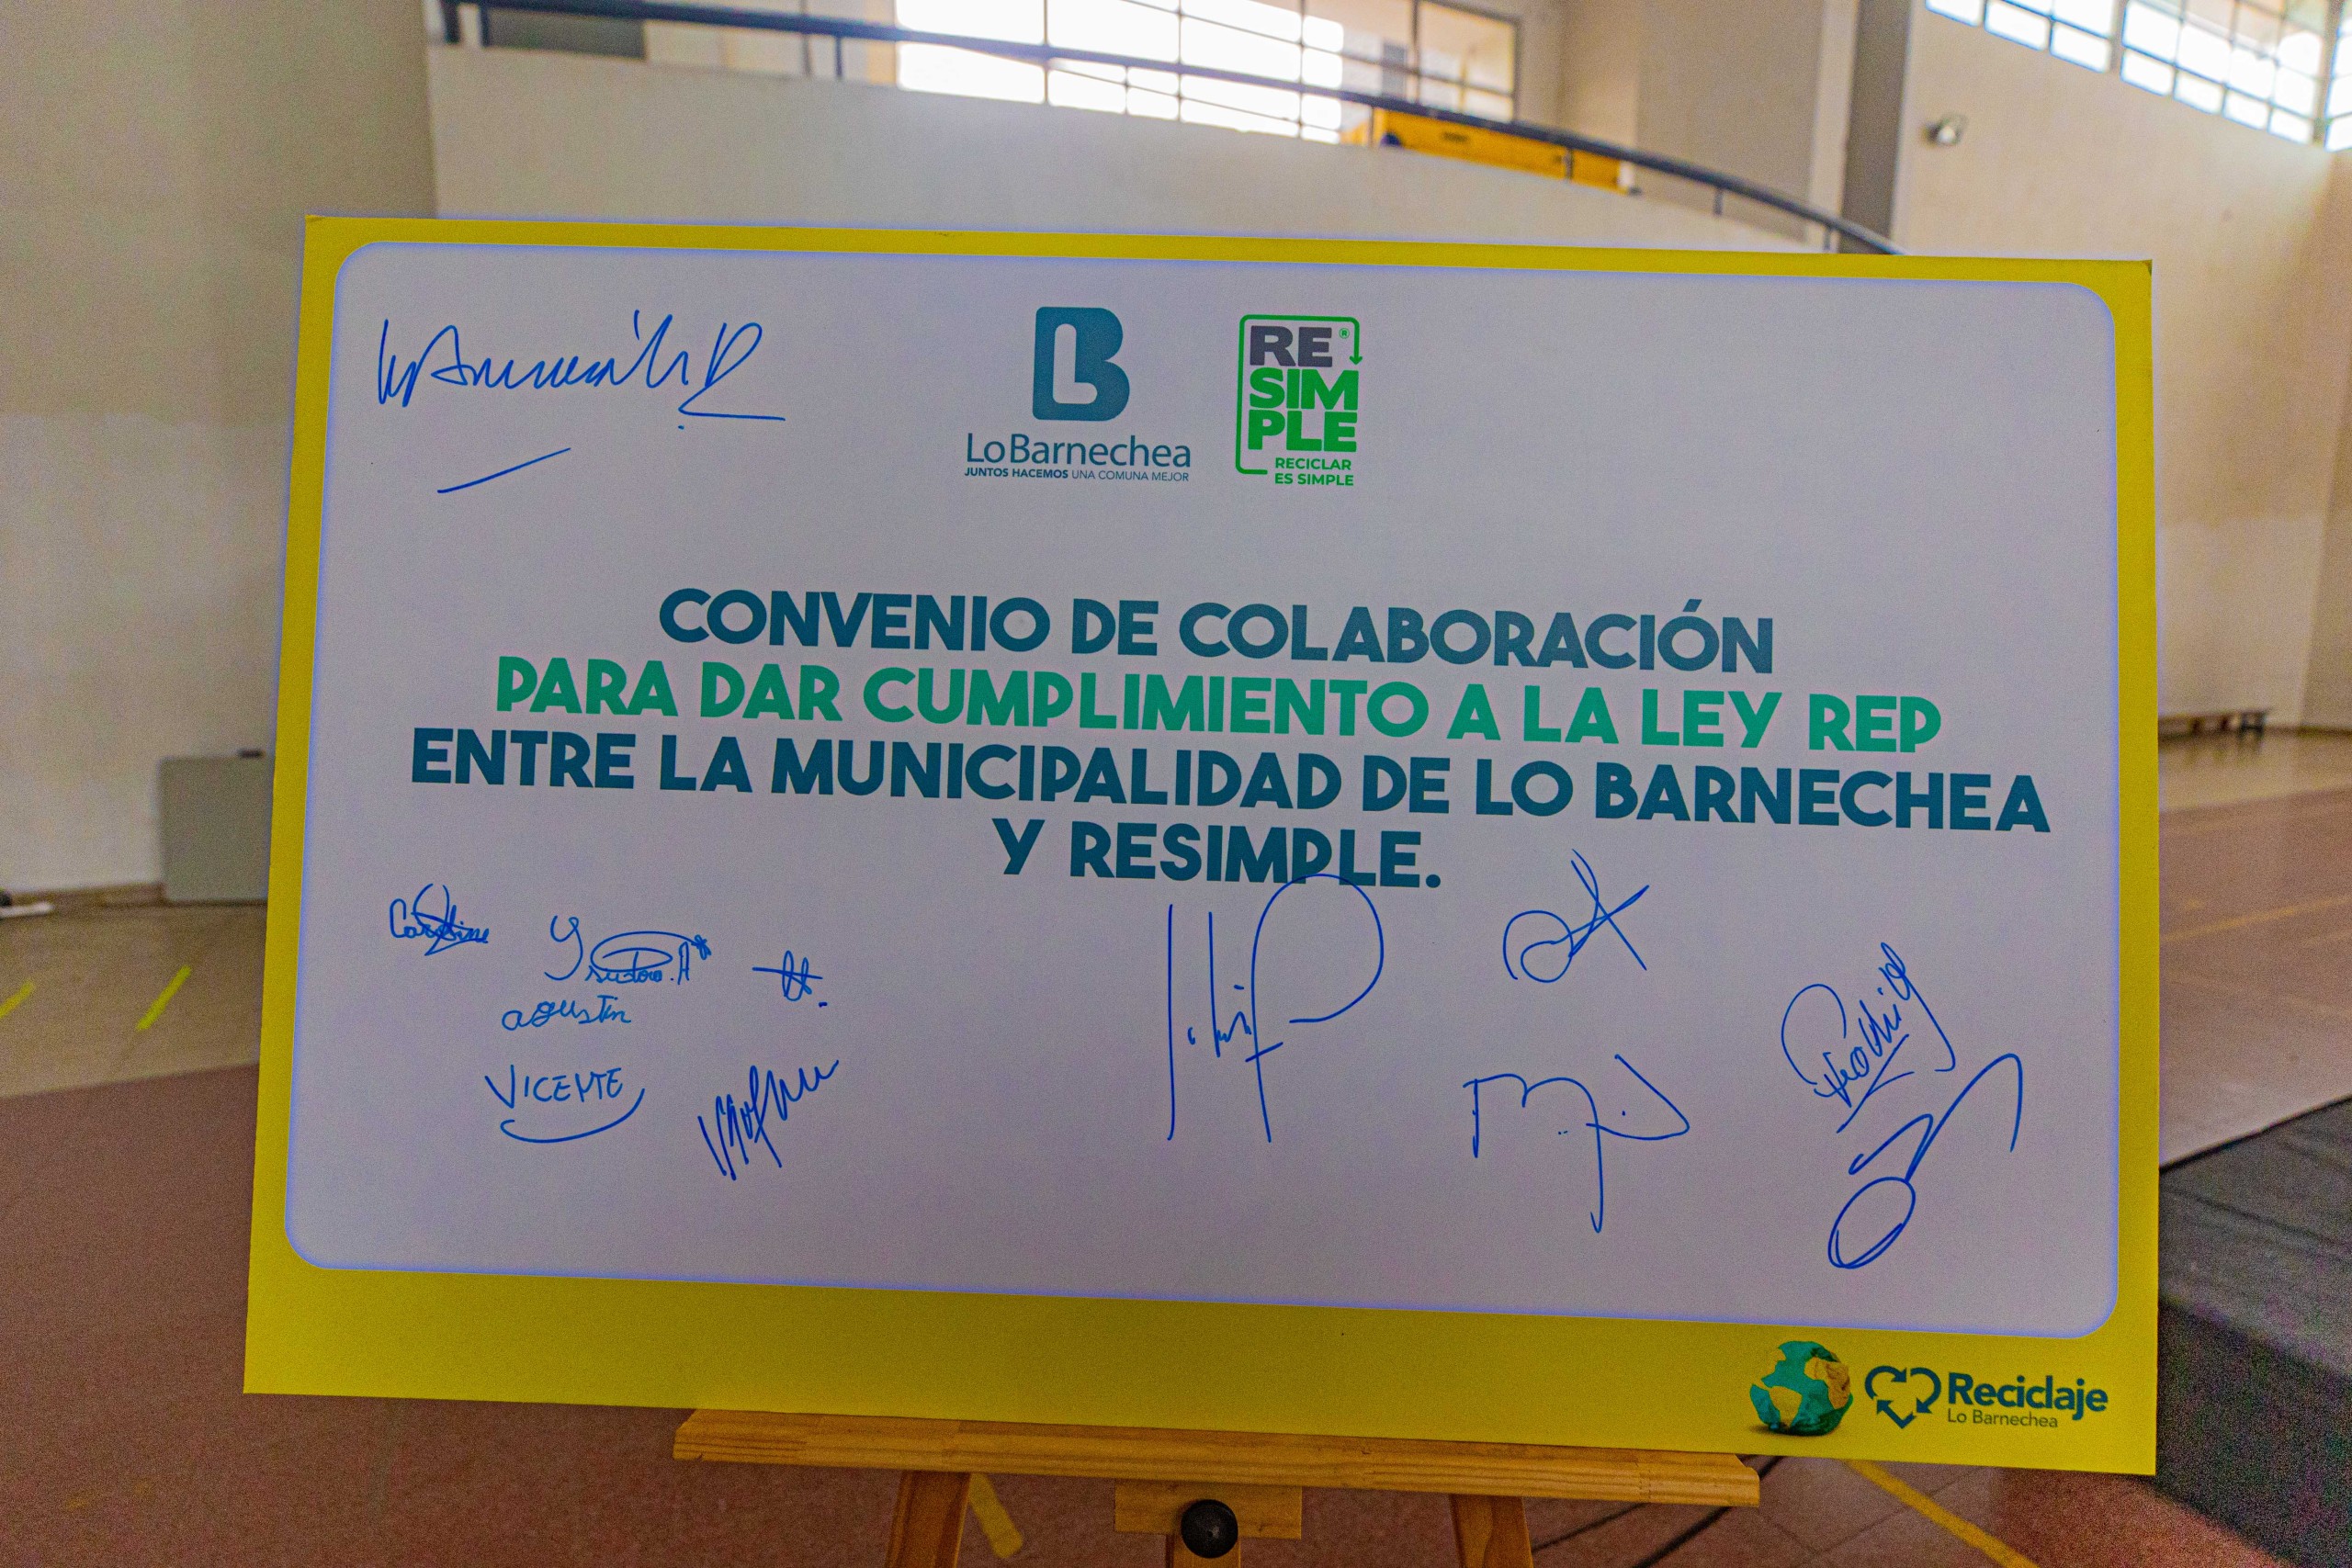 LoBarnechea
JUNTOS HACEMOS UNA COMUNA MEJOR
RE
SIM
PLE
RECICLAR
ES SIMPLE
CONVENIO DE COLABORACIÓN
PARA DAR CUMPLIMIENTO A LA LEY REP
ENTRE LA MUNICIPALIDAD DE LO BARNECHEA
Y RESIMPLE.
agustin
VICENTE
Reciclaje
Lo Barnechea